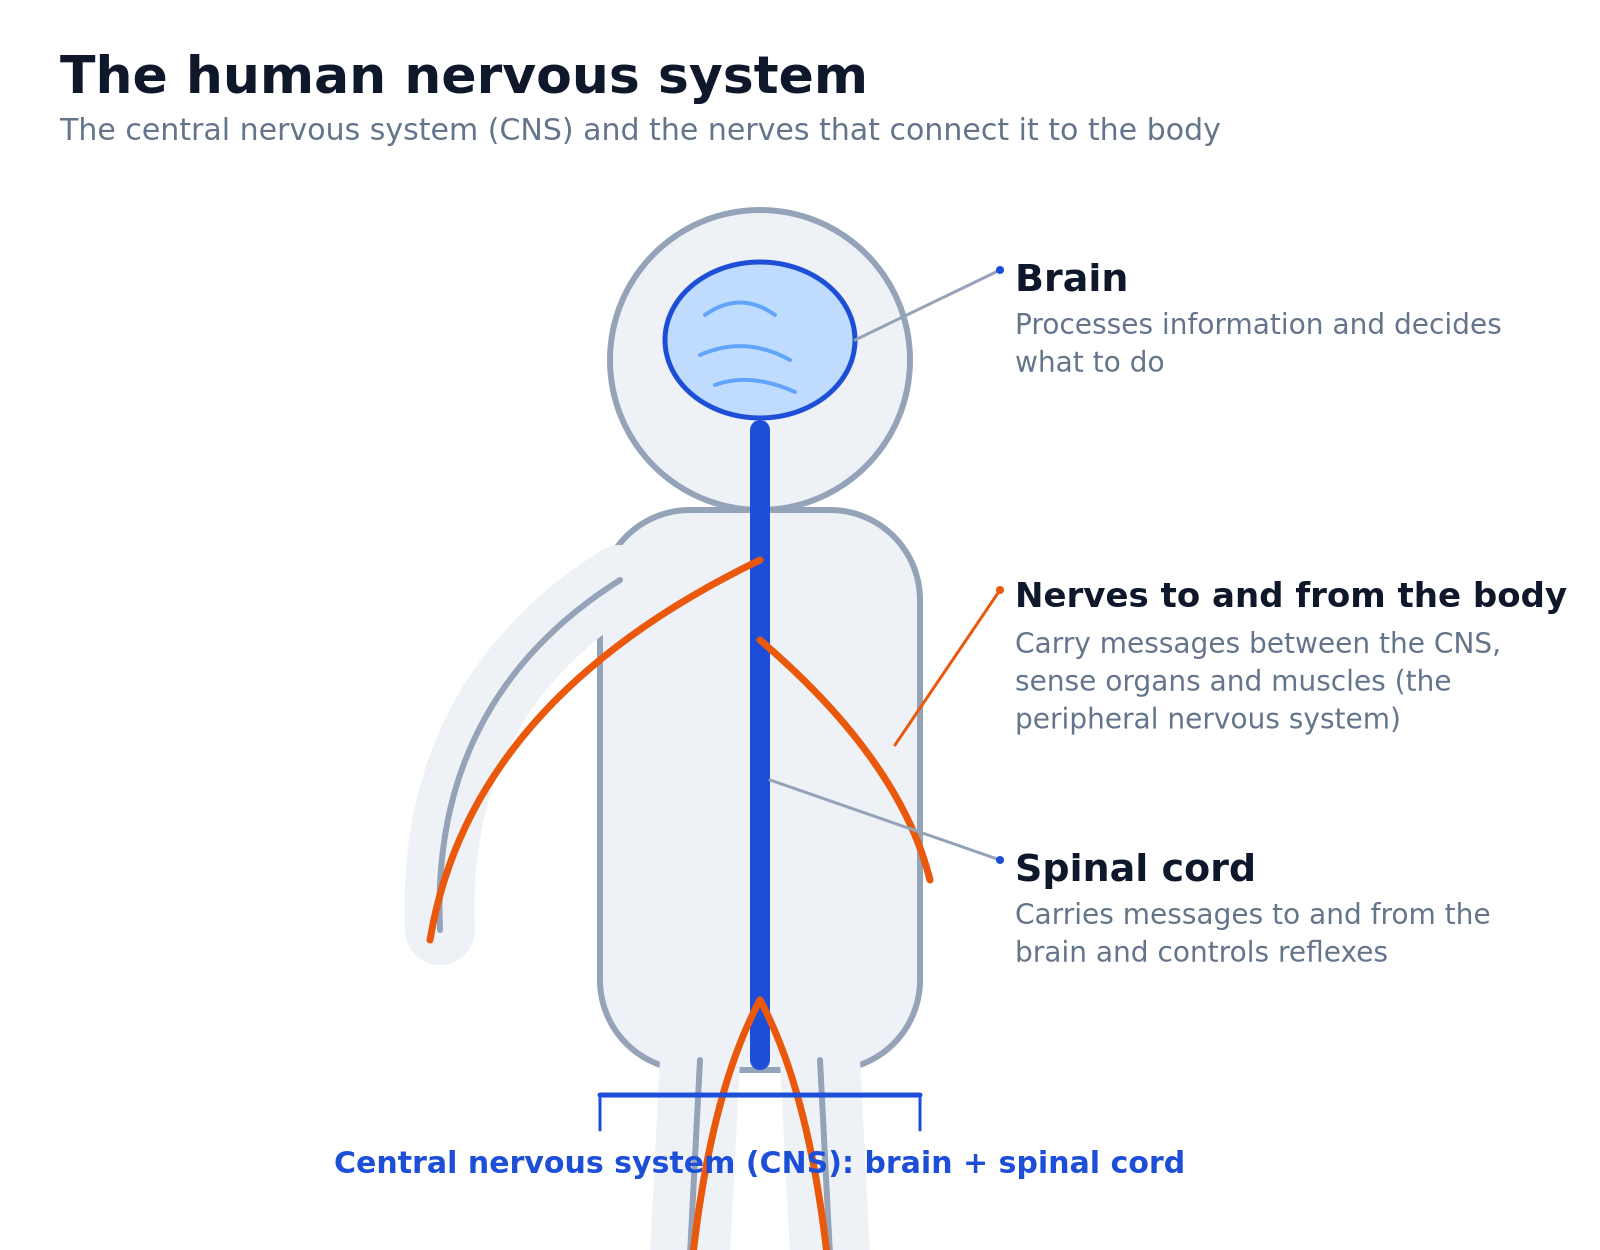 The human nervous system
The central nervous system (CNS) and the nerves that connect it to the body
Brain
Processes information and decides
what to do
Nerves to and from the body
Carry messages between the CNS,
sense organs and muscles (the
peripheral nervous system)
Spinal cord
Carries messages to and from the
brain and controls reflexes
Central nervous system (CNS): brain + spinal cord